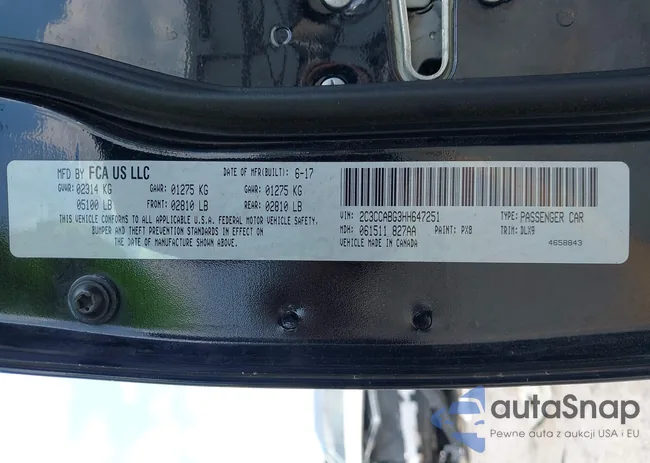 MFD BY FCA US LLC DATE OF MFR(BUILT): 6-17
GVWR: 02314 KG GAWR: 01275 KG GAWR: 01275 KG
05100 LB FRONT: 02810 LB REAR: 02810 LB
THIS VEHICLE CONFORMS TO ALL APPLICABLE FEDERAL MOTOR VEHICLE SAFETY,
BUMPER AND THEFT PREVENTION STANDARDS IN EFFECT ON
THE DATE OF MANUFACTURE SHOWN ABOVE.
VIN: 2C3CCABG3HH647251 TYPE: PASSENGER CAR
MDH: 061511 827AA PAINT: PX8 TRIM: DLX9
VEHICLE MADE IN CANADA 4658843
autaSnap
Pewne auta z aukcji USA i EU